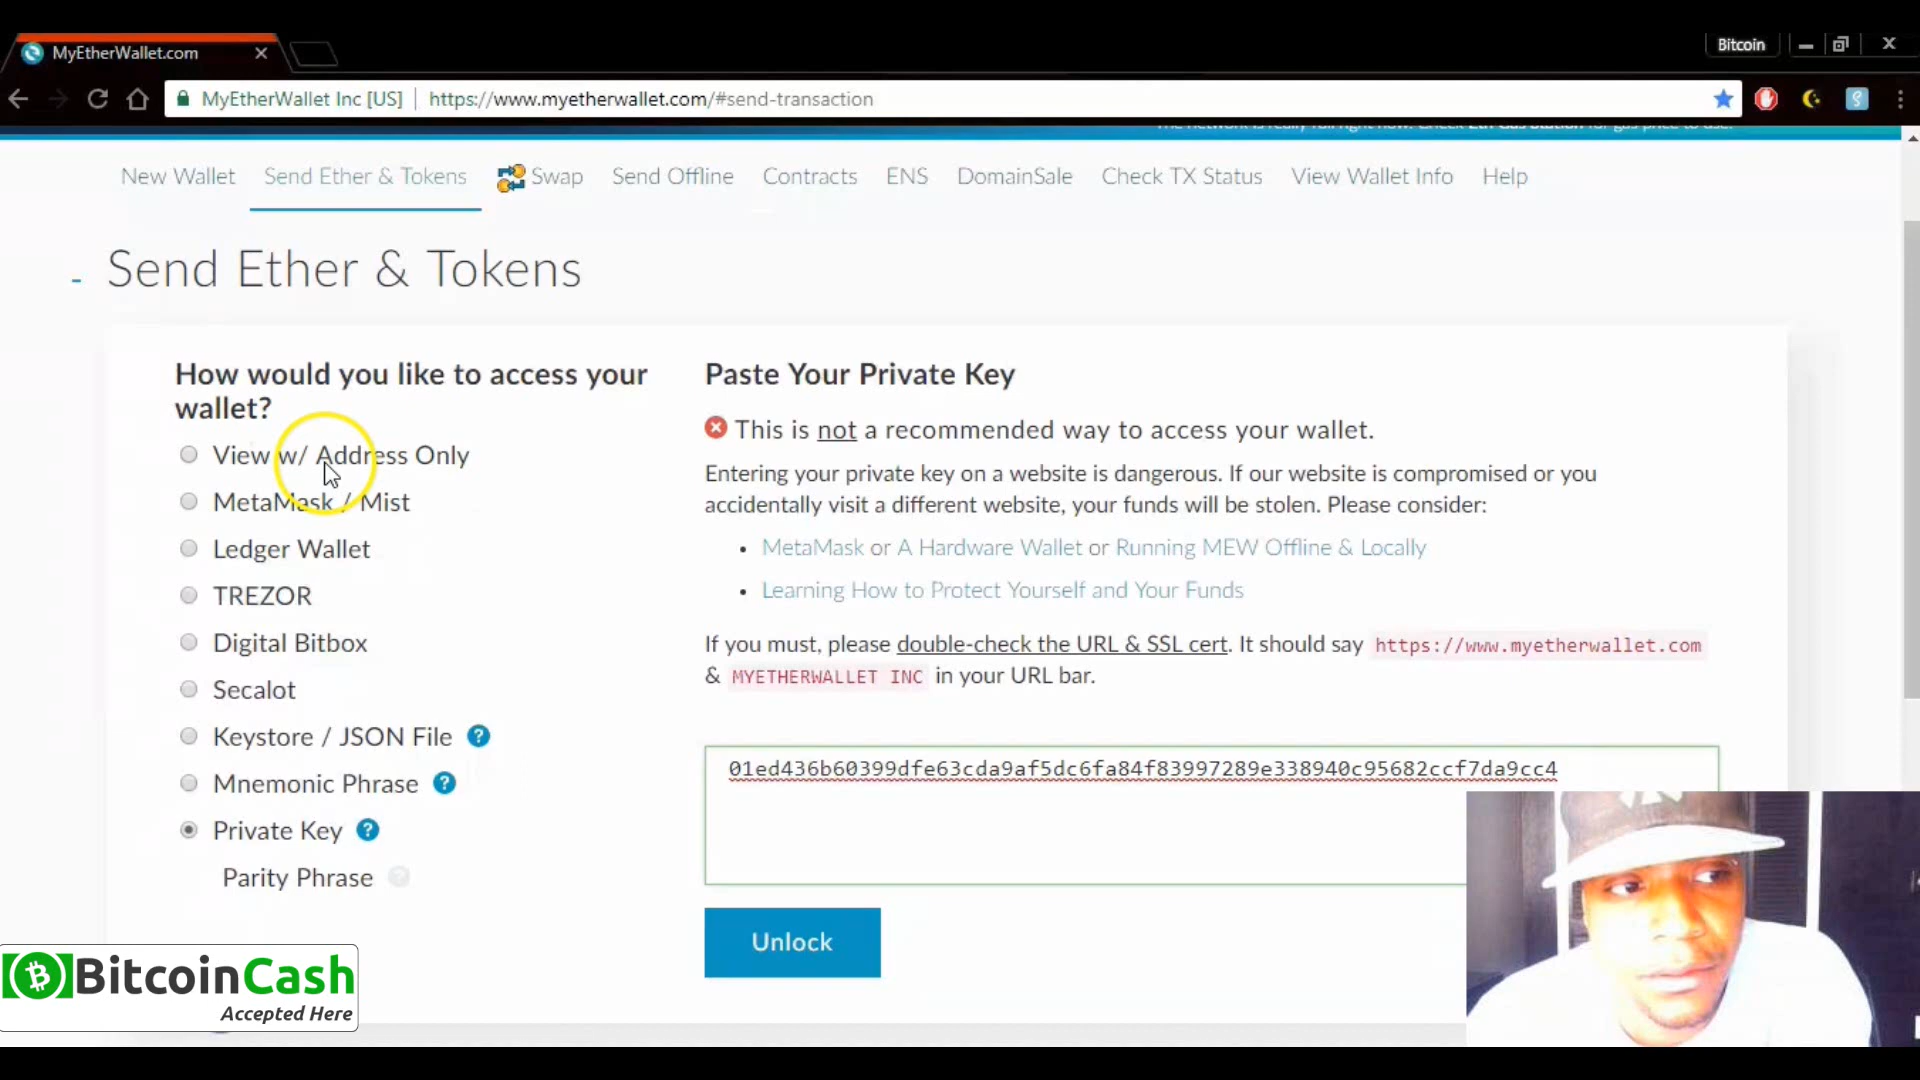 MyEtherWallet.com
Bitcoin
MyEtherWallet Inc [US] https://www.myetherwallet.com/#send-transaction
New Wallet Send Ether & Tokens Swap Send Offline Contracts ENS DomainSale Check TX Status View Wallet Info Help
- Send Ether & Tokens
How would you like to access your
wallet?
View w/ Address Only
MetaMask / Mist
Ledger Wallet
TREZOR
Digital Bitbox
Secalot
Keystore / JSON File ?
Mnemonic Phrase ?
Private Key ?
Parity Phrase ?
Paste Your Private Key
This is not a recommended way to access your wallet.
Entering your private key on a website is dangerous. If our website is compromised or you
accidentally visit a different website, your funds will be stolen. Please consider:
• MetaMask or A Hardware Wallet or Running MEW Offline & Locally
• Learning How to Protect Yourself and Your Funds
If you must, please double-check the URL & SSL cert. It should say https://www.myetherwallet.com
& MYETHERWALLET INC in your URL bar.
01ed436b60399dfe63cda9af5dc6fa84f83997289e338940c95682ccf7da9cc4
Unlock
BitcoinCash
Accepted Here